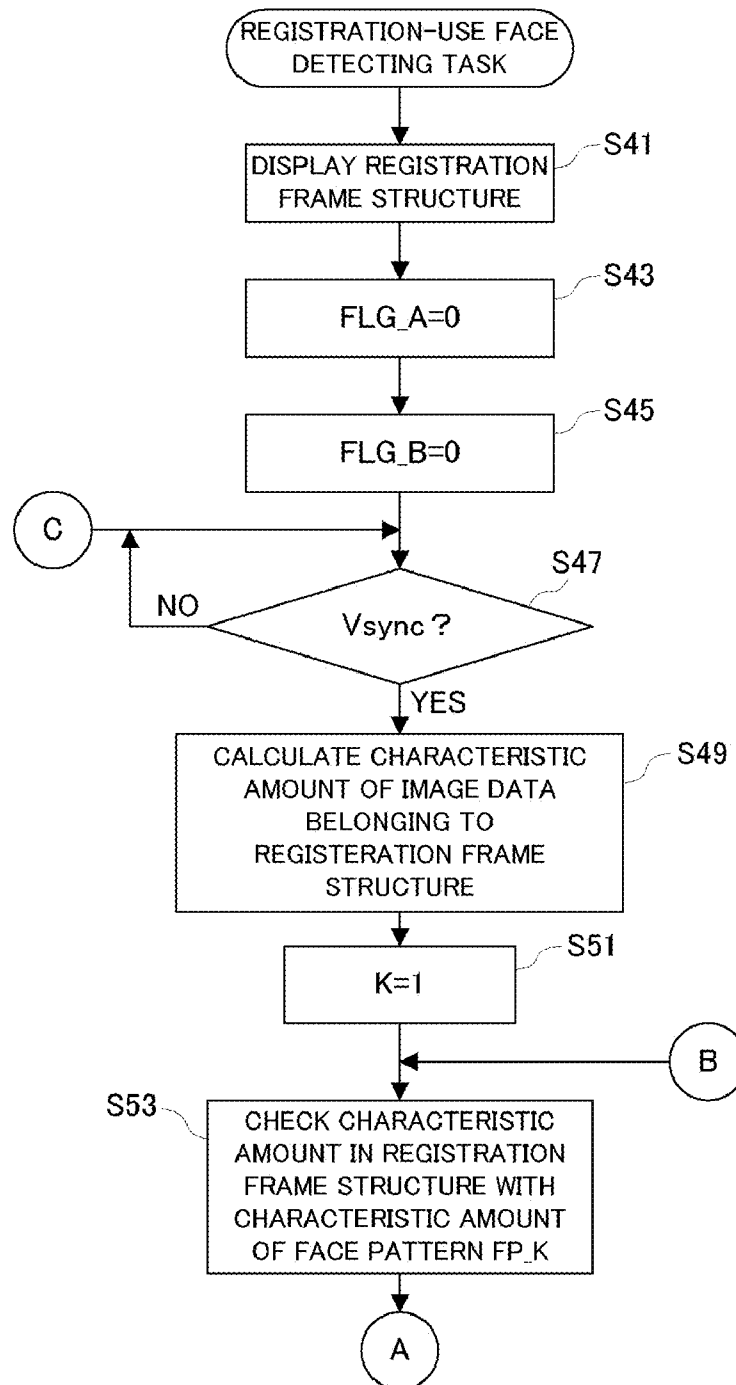 REGISTRATION-USE FACE
DETECTING TASK
S41
DISPLAY REGISTRATION
FRAME STRUCTURE
S43
FLG_A=0
S45
FLG_B=0
C
S47
NO
Vsync?
YES
S49
CALCULATE CHARACTERISTIC
AMOUNT OF IMAGE DATA
BELONGING TO
REGISTERATION FRAME
STRUCTURE
S51
K=1
B
S53
CHECK CHARACTERISTIC
AMOUNT IN REGISTRATION
FRAME STRUCTURE WITH
CHARACTERISTIC AMOUNT
OF FACE PATTERN FP_K
A